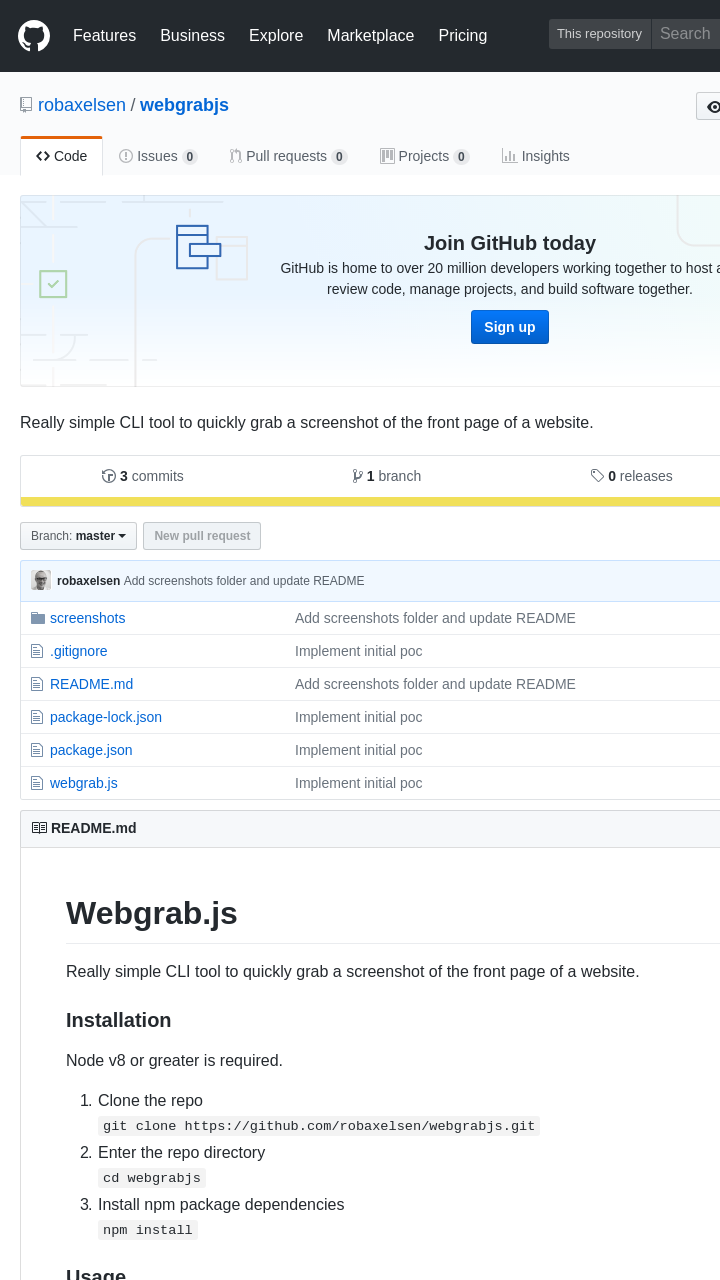 Features Business Explore Marketplace Pricing This repository Search
robaxelsen / webgrabjs
Code Issues 0 Pull requests 0 Projects 0 Insights
Join GitHub today
GitHub is home to over 20 million developers working together to host a
review code, manage projects, and build software together.
Sign up
Really simple CLI tool to quickly grab a screenshot of the front page of a website.
3 commits 1 branch 0 releases
Branch: master New pull request
robaxelsen Add screenshots folder and update README
screenshots Add screenshots folder and update README
.gitignore Implement initial poc
README.md Add screenshots folder and update README
package-lock.json Implement initial poc
package.json Implement initial poc
webgrab.js Implement initial poc
README.md
Webgrab.js
Really simple CLI tool to quickly grab a screenshot of the front page of a website.
Installation
Node v8 or greater is required.
1. Clone the repo
git clone https://github.com/robaxelsen/webgrabjs.git
2. Enter the repo directory
cd webgrabjs
3. Install npm package dependencies
npm install
Usage